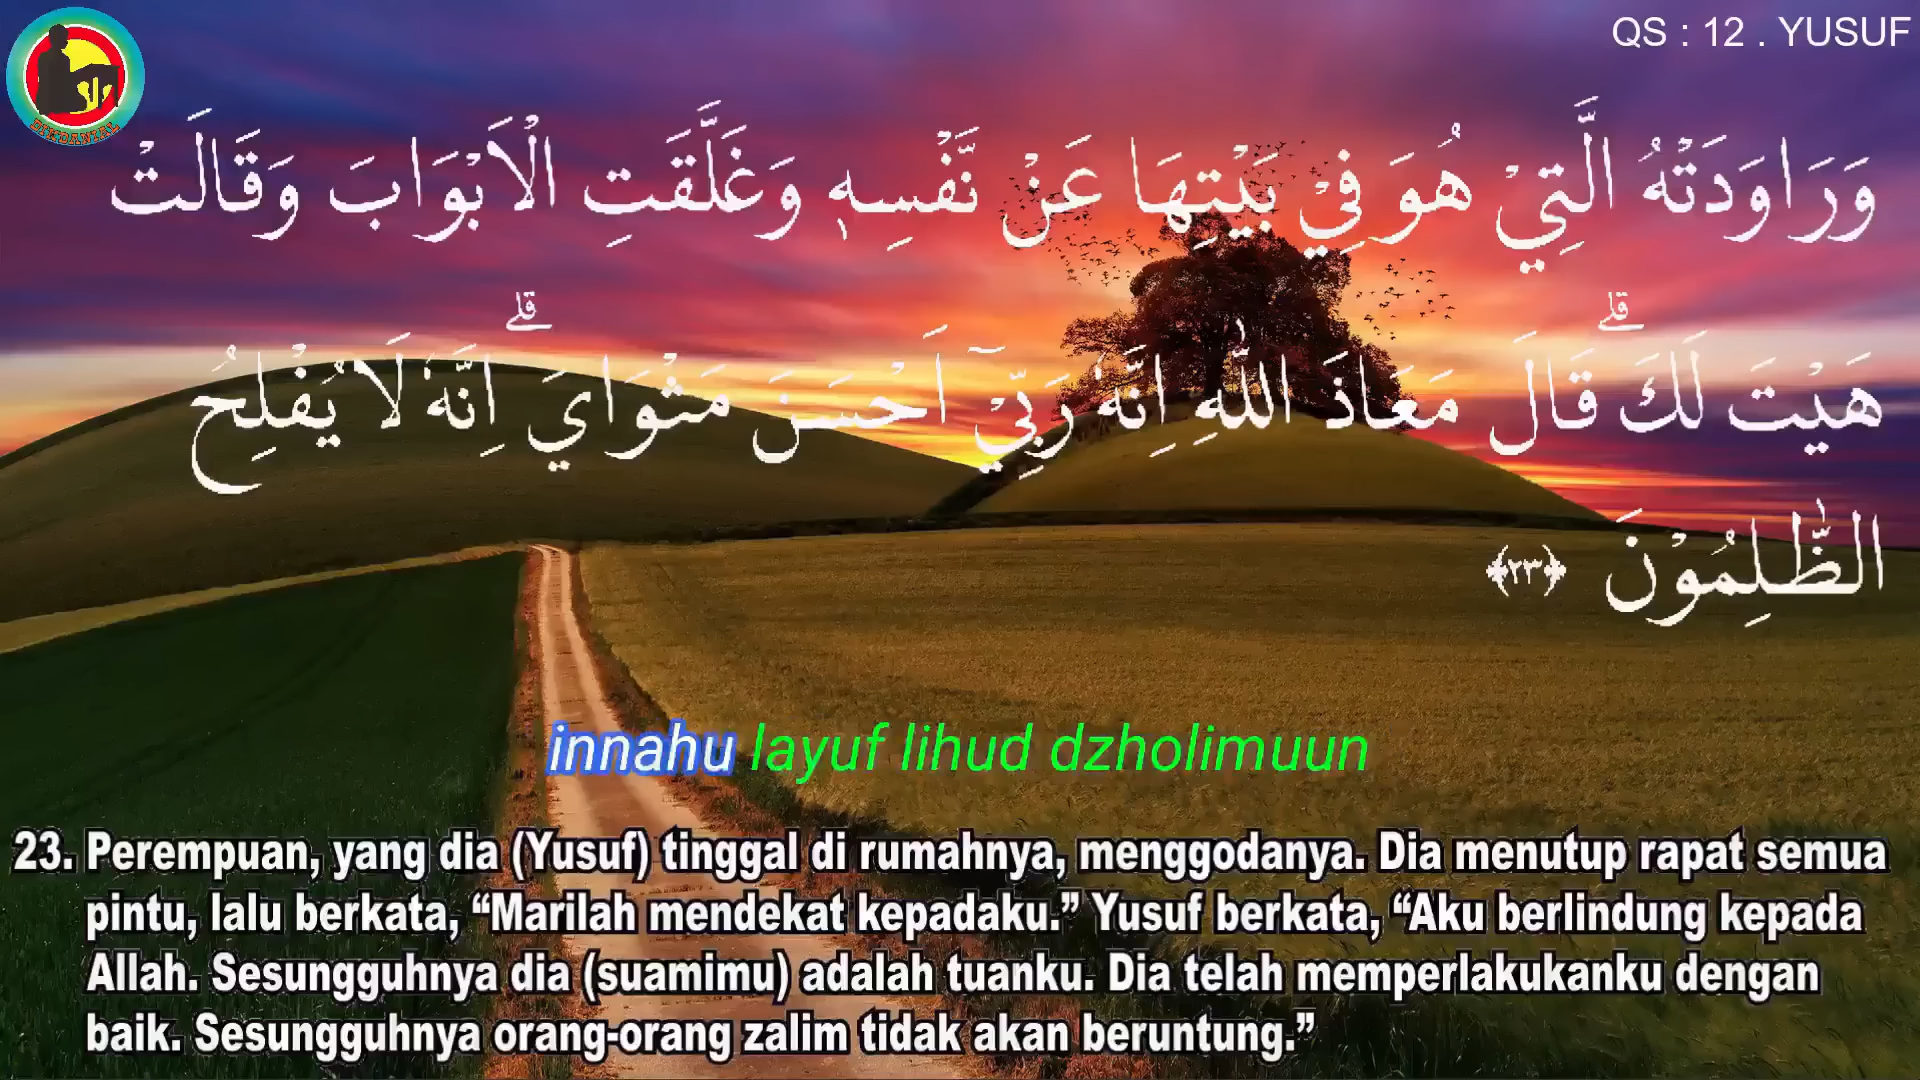 QS : 12 . YUSUF
DIMDANIAL
وَرَاوَدَتْهُ الَّتِيْ هُوَ فِيْ بَيْتِهَا عَنْ نَّفْسِهٖ وَغَلَّقَتِ الْاَبْوَابَ وَقَالَتْ
هَيْتَ لَكَ ۗقَالَ مَعَاذَ اللّٰهِ اِنَّهٗ رَبِّيْٓ اَحْسَنَ مَثْوَايَ ۗاِنَّهٗ لَا يُفْلِحُ
الظّٰلِمُوْنَ ﴿٢٣﴾
innahu layuf lihud dzholimuun
23. Perempuan, yang dia (Yusuf) tinggal di rumahnya, menggodanya. Dia menutup rapat semua
pintu, lalu berkata, “Marilah mendekat kepadaku.” Yusuf berkata, “Aku berlindung kepada
Allah. Sesungguhnya dia (suamimu) adalah tuanku. Dia telah memperlakukanku dengan
baik. Sesungguhnya orang-orang zalim tidak akan beruntung.”